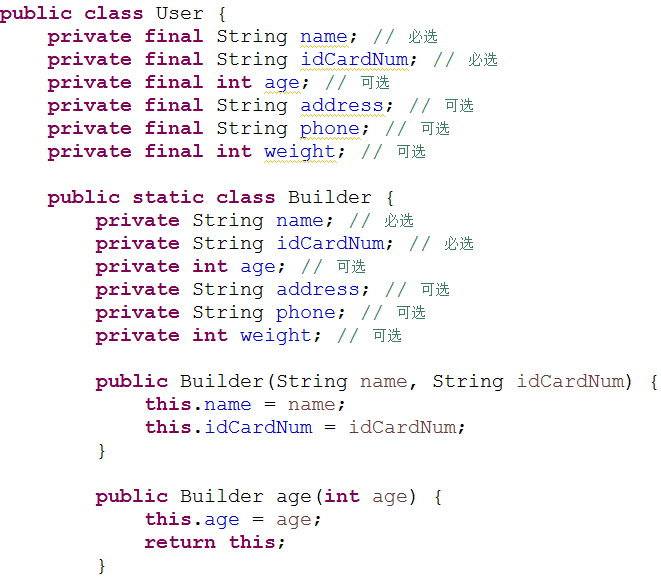 public class User {
private final String name; // 必选
private final String idCardNum; // 必选
private final int age; // 可选
private final String address; // 可选
private final String phone; // 可选
private final int weight; // 可选
public static class Builder {
private String name; // 必选
private String idCardNum; // 必选
private int age; // 可选
private String address; // 可选
private String phone; // 可选
private int weight; // 可选
public Builder(String name, String idCardNum) {
this.name = name;
this.idCardNum = idCardNum;
}
public Builder age(int age) {
this.age = age;
return this;
}